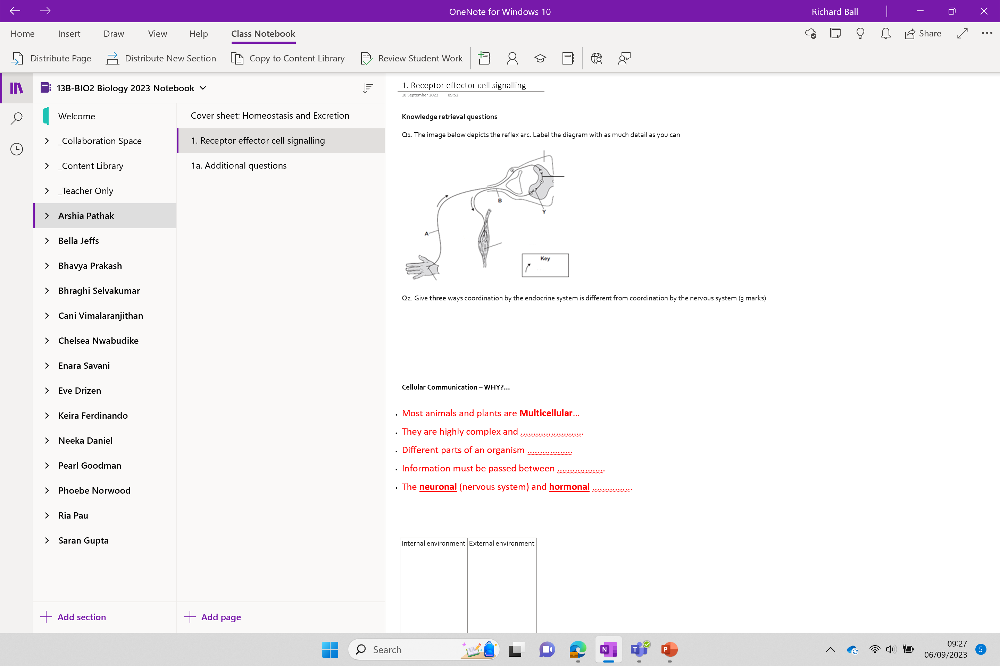 OneNote for Windows 10
Richard Ball
Home Insert Draw View Help Class Notebook
Share
Distribute Page Distribute New Section Copy to Content Library Review Student Work
13B-BIO2 Biology 2023 Notebook
Welcome
_Collaboration Space
_Content Library
_Teacher Only
Arshia Pathak
Bella Jeffs
Bhavya Prakash
Bhraghi Selvakumar
Cani Vimalaranjithan
Chelsea Nwabudike
Enara Savani
Eve Drizen
Keira Ferdinando
Neeka Daniel
Pearl Goodman
Phoebe Norwood
Ria Pau
Saran Gupta
Add section
Cover sheet: Homeostasis and Excretion
1. Receptor effector cell signalling
1a. Additional questions
Add page
1. Receptor effector cell signalling
18 September 2022 09:52
Knowledge retrieval questions
Q1. The image below depicts the reflex arc. Label the diagram with as much detail as you can
B
Y
A
Key
Q2. Give three ways coordination by the endocrine system is different from coordination by the nervous system (3 marks)
Cellular Communication – WHY?...
• Most animals and plants are Multicellular...
• They are highly complex and .........................
• Different parts of an organism ..................
• Information must be passed between ...................
• The neuronal (nervous system) and hormonal ................
Internal environment External environment
Search
N
T
P
09:27
06/09/2023
5